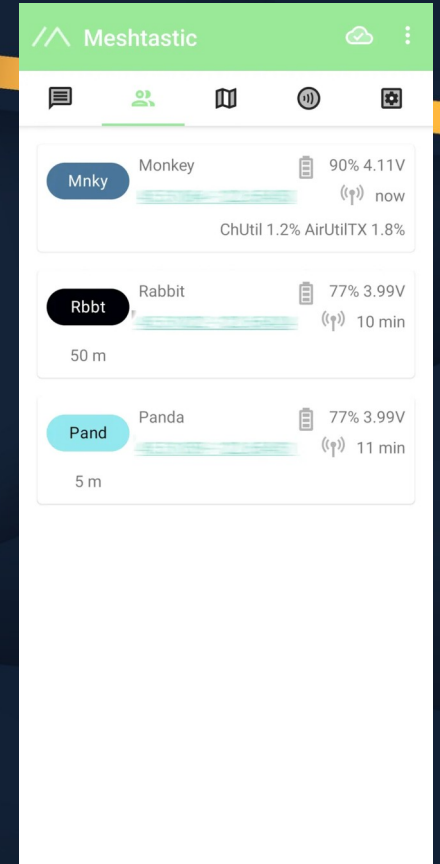 Meshtastic
Mnky Monkey 90% 4.11V
now
ChUtil 1.2% AirUtilTX 1.8%
Rbbt Rabbit 77% 3.99V
10 min
50 m
Pand Panda 77% 3.99V
11 min
5 m